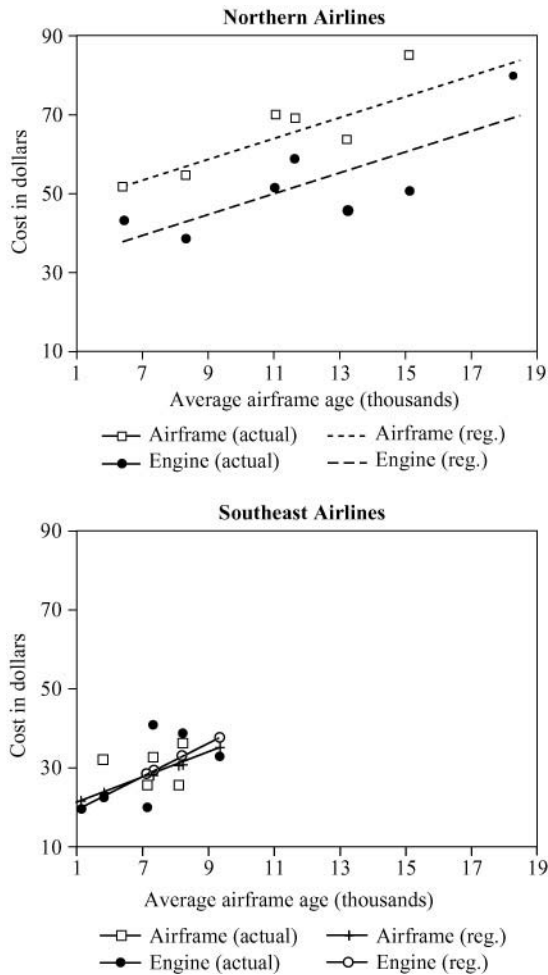 Northern Airlines
90
70
50
30
10
Cost in dollars
1 7 9 11 13 15 17 19
Average airframe age (thousands)
Airframe (actual) Airframe (reg.)
Engine (actual) Engine (reg.)
Southeast Airlines
90
70
50
30
10
Cost in dollars
1 7 9 11 13 15 17 19
Average airframe age (thousands)
Airframe (actual) Airframe (reg.)
Engine (actual) Engine (reg.)